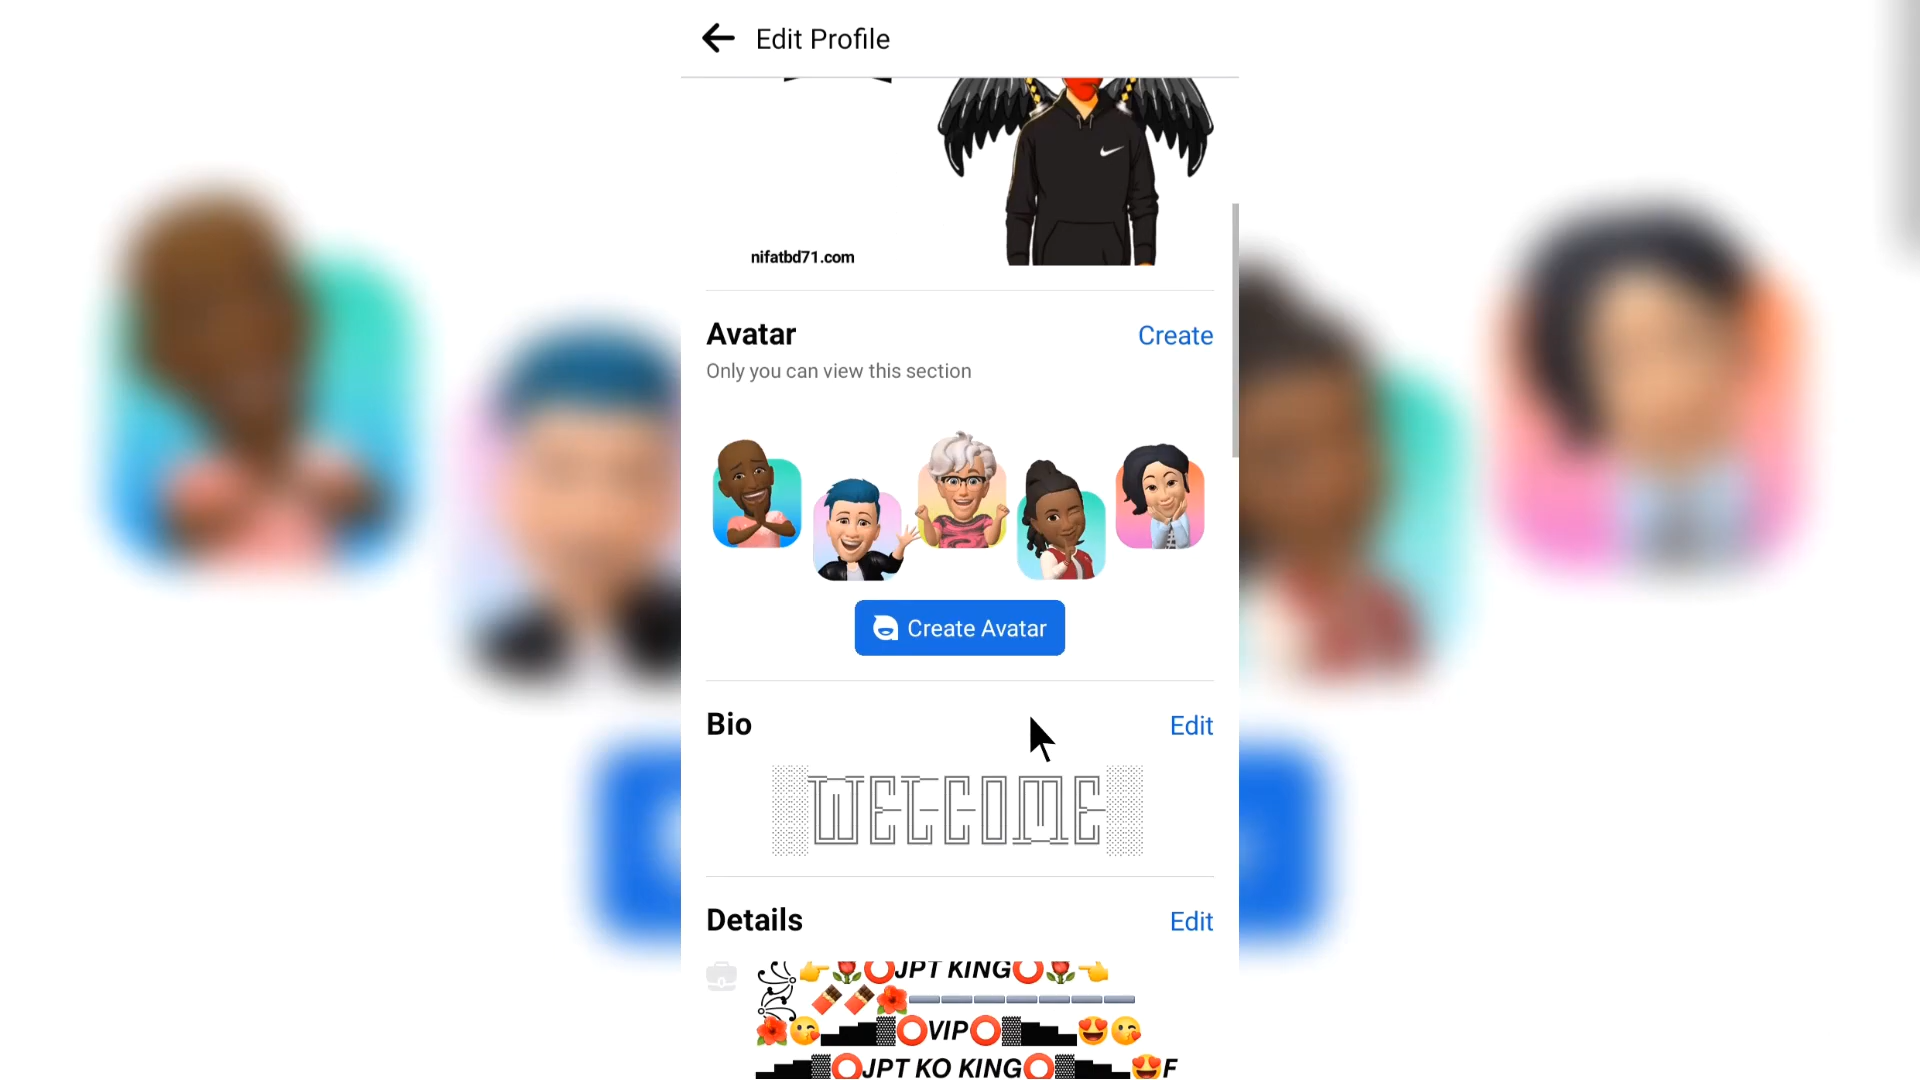 Edit Profile
nifatbd71.com
Avatar
Create
Only you can view this section
Create Avatar
Bio
Edit
WELCOME
Details
Edit
👉🌹⭕JPT KING⭕🌹👈
🍫🍫🌺
🌺😘⭕VIP⭕😍😘
⭕JPT KO KING⭕😍F